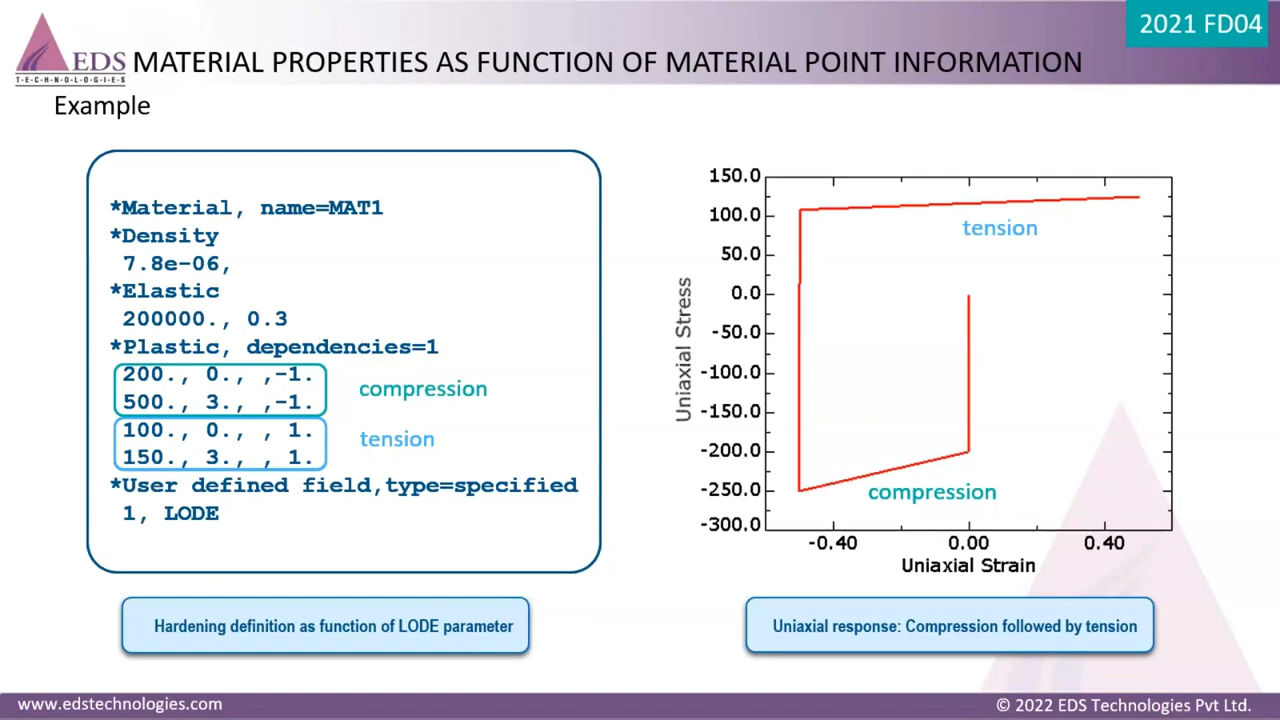 2021 FD04
EDS
T·E·C·H·N·O·L·O·G·I·E·S
MATERIAL PROPERTIES AS FUNCTION OF MATERIAL POINT INFORMATION
Example
*Material, name=MAT1
*Density
7.8e-06,
*Elastic
200000., 0.3
*Plastic, dependencies=1
200., 0., ,-1.
500., 3., ,-1.
compression
100., 0., , 1.
150., 3., , 1.
tension
*User defined field,type=specified
1, LODE
Hardening definition as function of LODE parameter
150.0
100.0
50.0
0.0
-50.0
-100.0
-150.0
-200.0
-250.0
-300.0
Uniaxial Stress
tension
compression
-0.40 0.00 0.40
Uniaxial Strain
Uniaxial response: Compression followed by tension
www.edstechnologies.com
© 2022 EDS Technologies Pvt Ltd.